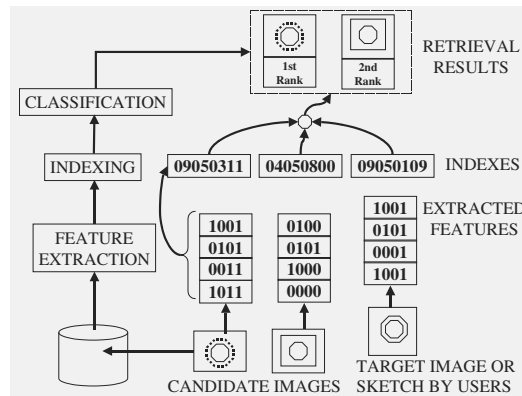 1st
Rank
2nd
Rank
RETRIEVAL
RESULTS
CLASSIFICATION
INDEXING
09050311
04050800
09050109
INDEXES
FEATURE
EXTRACTION
1001
0101
0011
1011
0100
0101
1000
0000
1001
0101
0001
1001
EXTRACTED
FEATURES
CANDIDATE IMAGES
TARGET IMAGE OR
SKETCH BY USERS